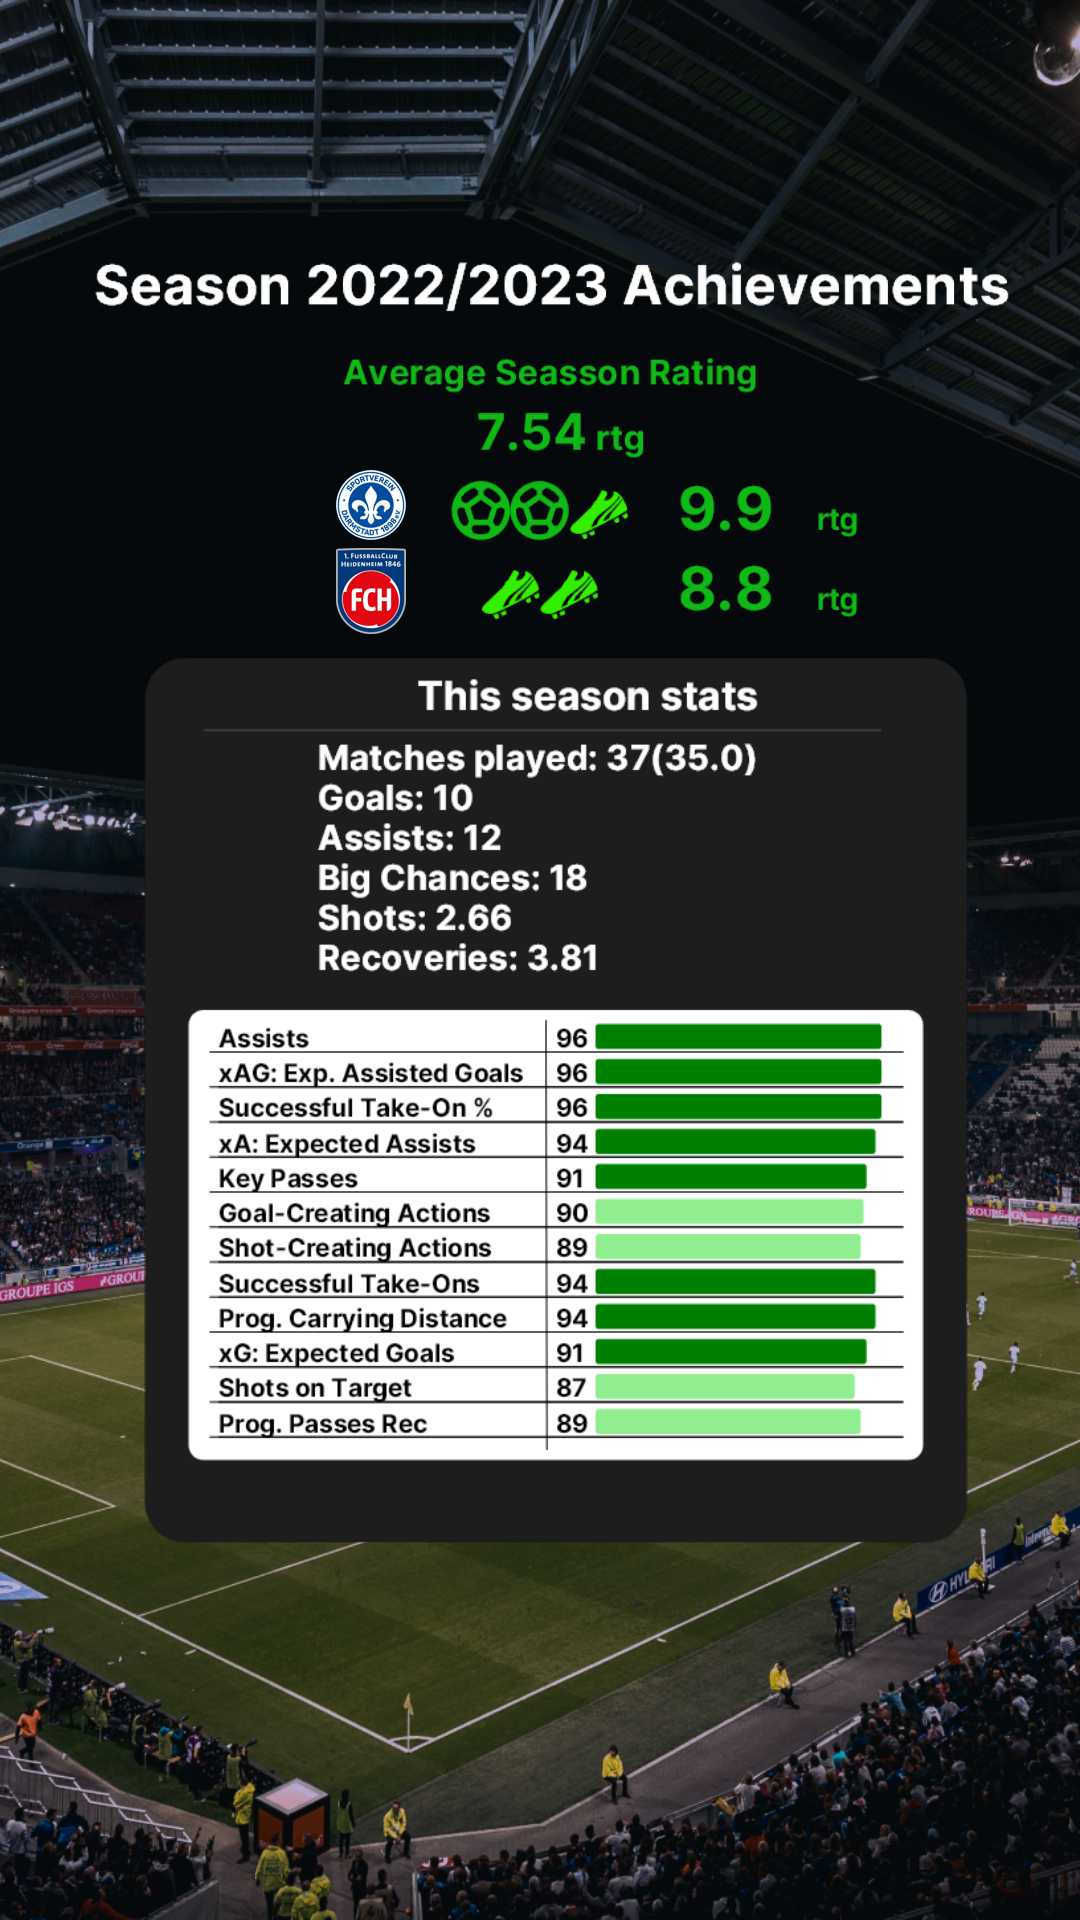 Season 2022/2023 Achievements
Average Seasson Rating
7.54 rtg
SPORTVEREIN
DARMSTADT 1898 e.V.
9.9 rtg
1. FUSSBALLCLUB
HEIDENHEIM 1846
FCH
8.8 rtg
This season stats
Matches played: 37(35.0)
Goals: 10
Assists: 12
Big Chances: 18
Shots: 2.66
Recoveries: 3.81
Assists 96
xAG: Exp. Assisted Goals 96
Successful Take-On % 96
xA: Expected Assists 94
Key Passes 91
Goal-Creating Actions 90
Shot-Creating Actions 89
Successful Take-Ons 94
Prog. Carrying Distance 94
xG: Expected Goals 91
Shots on Target 87
Prog. Passes Rec 89
Orange
GROUPE IGS
#GROU
HYUNDAI